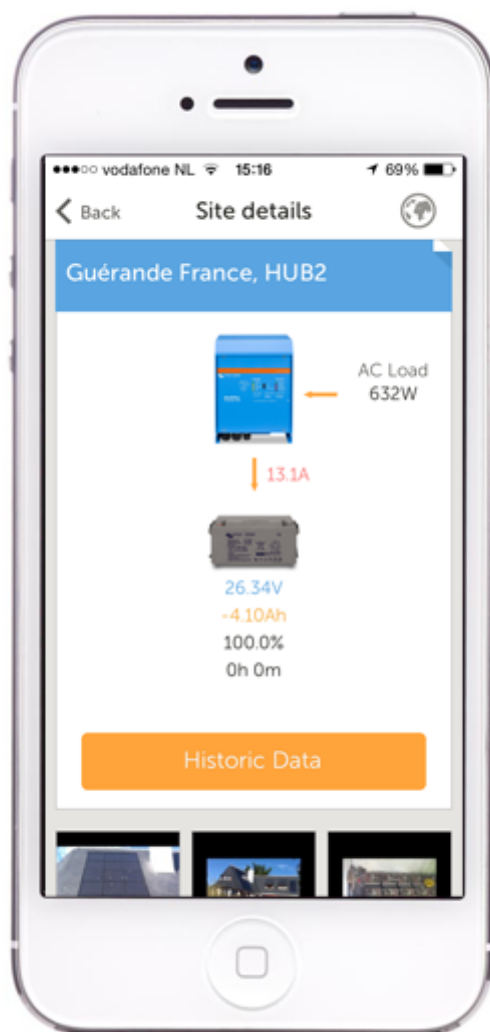 vodafone NL 15:16 69%
Back Site details
Guérande France, HUB2
AC Load
632W
13.1A
26.34V
-4.10Ah
100.0%
0h 0m
Historic Data